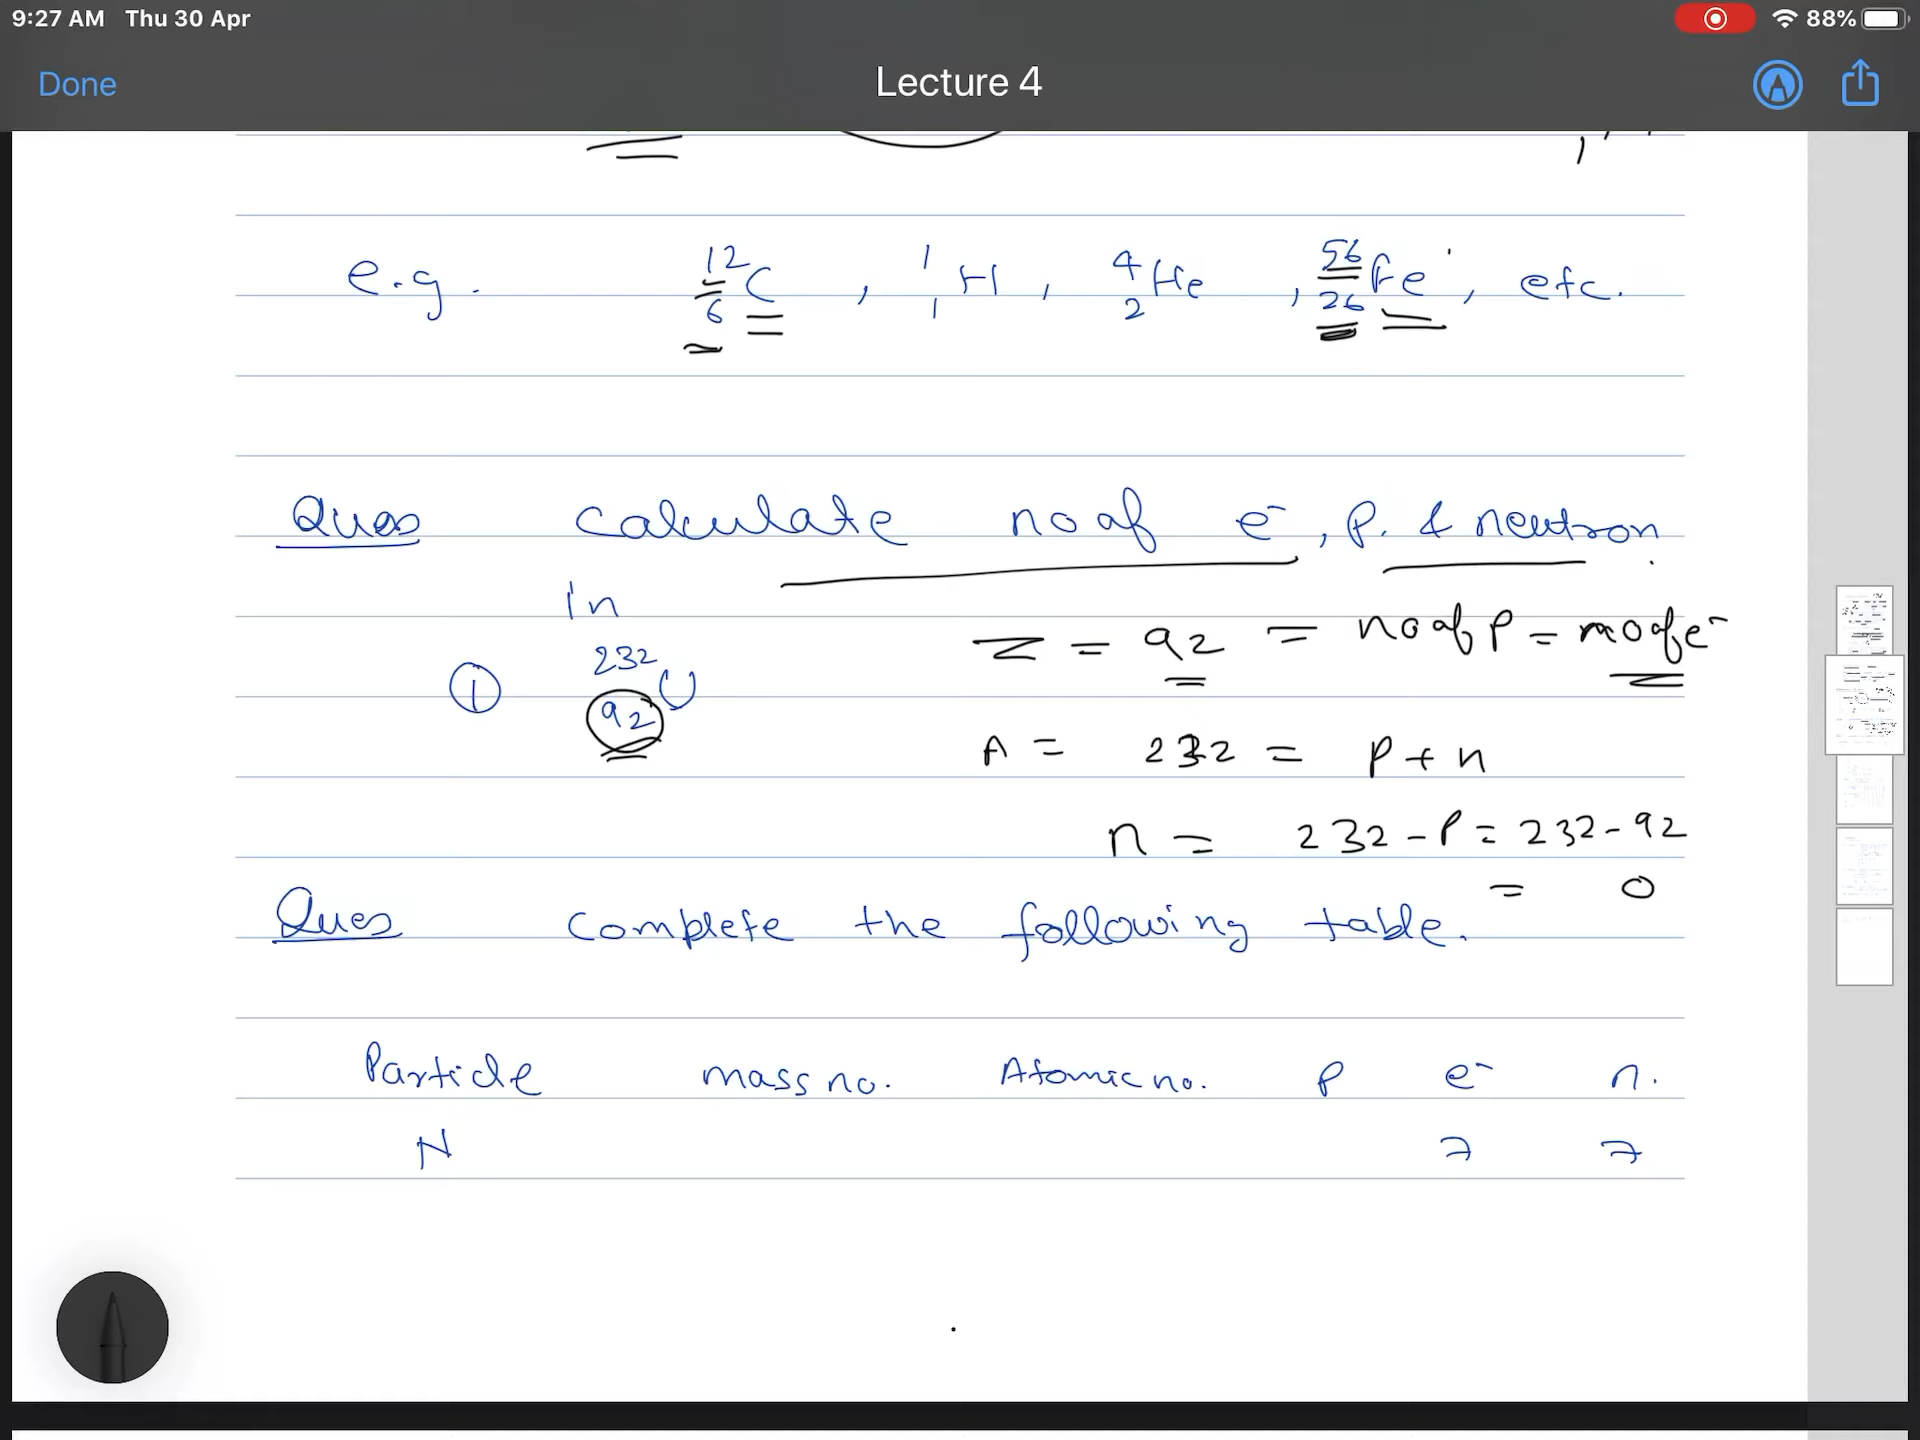 9:27 AM Thu 30 Apr 88%
Done Lecture 4
e.g. ¹²₆C , ¹₁H , ⁴₂He , ⁵⁶₂₆Fe , etc.
Ques calculate no of e⁻, P. & neutron.
in
Z = 92 = no of P = no of e⁻
① ²³²₉₂U
A = 232 = P + n
n = 232 - P = 232 - 92
= 0
Ques Complete the following table.
Particle mass no. Atomic no. P e⁻ n.
N 7 7